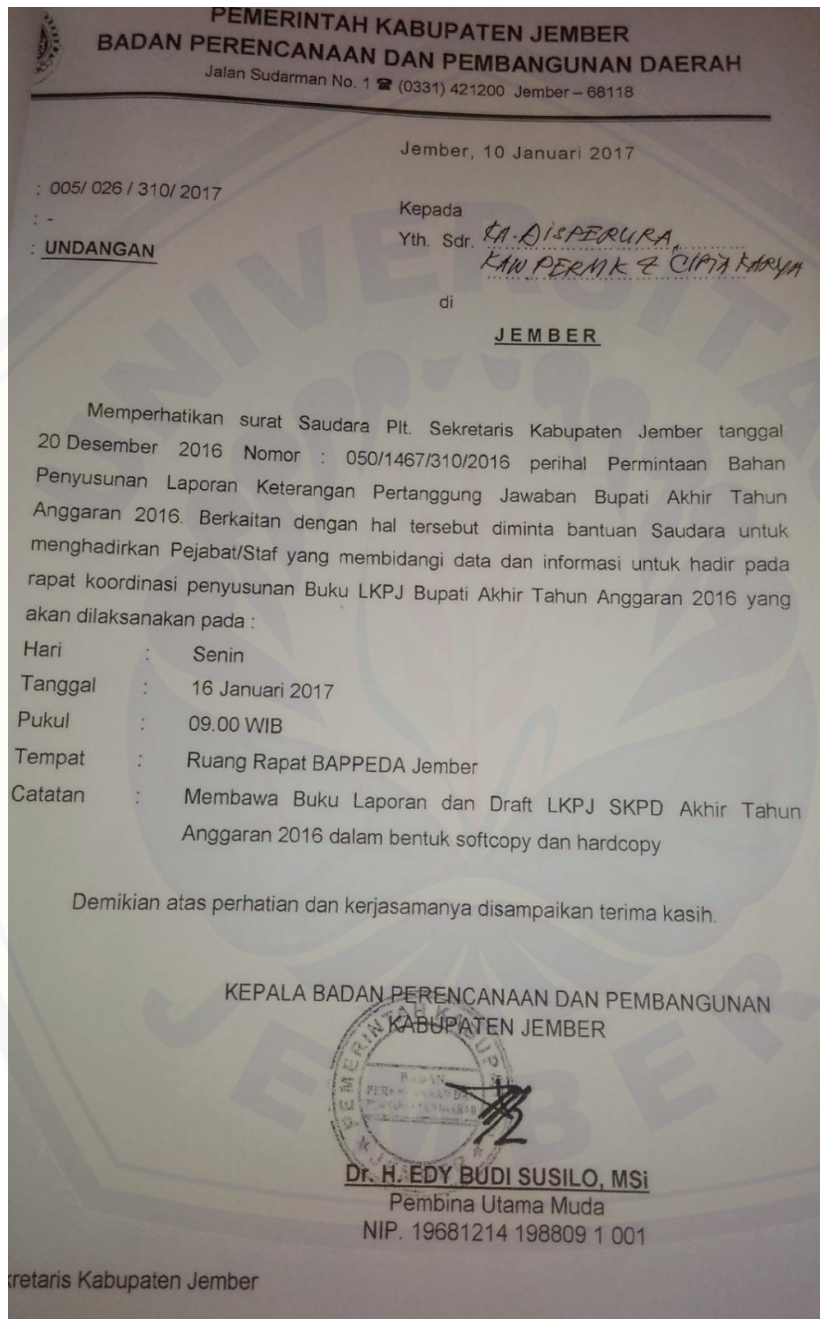 PEMERINTAH KABUPATEN JEMBER
BADAN PERENCANAAN DAN PEMBANGUNAN DAERAH
Jalan Sudarman No. 1 ☎ (0331) 421200 Jember – 68118
Jember, 10 Januari 2017
: 005/ 026 / 310/ 2017
: -
: UNDANGAN
Kepada
Yth. Sdr. KA. DISPERURA,
KAW PERMK & CIPTA KARYA
di
JEMBER
Memperhatikan surat Saudara Plt. Sekretaris Kabupaten Jember tanggal
20 Desember 2016 Nomor : 050/1467/310/2016 perihal Permintaan Bahan
Penyusunan Laporan Keterangan Pertanggung Jawaban Bupati Akhir Tahun
Anggaran 2016. Berkaitan dengan hal tersebut diminta bantuan Saudara untuk
menghadirkan Pejabat/Staf yang membidangi data dan informasi untuk hadir pada
rapat koordinasi penyusunan Buku LKPJ Bupati Akhir Tahun Anggaran 2016 yang
akan dilaksanakan pada :
Hari : Senin
Tanggal : 16 Januari 2017
Pukul : 09.00 WIB
Tempat : Ruang Rapat BAPPEDA Jember
Catatan : Membawa Buku Laporan dan Draft LKPJ SKPD Akhir Tahun
Anggaran 2016 dalam bentuk softcopy dan hardcopy
Demikian atas perhatian dan kerjasamanya disampaikan terima kasih.
KEPALA BADAN PERENCANAAN DAN PEMBANGUNAN
KABUPATEN JEMBER
PEMERINTAH KABUP
BADAN
Dr. H. EDY BUDI SUSILO, MSi
Pembina Utama Muda
NIP. 19681214 198809 1 001
kretaris Kabupaten Jember
UNIVERSITAS
JEMBER